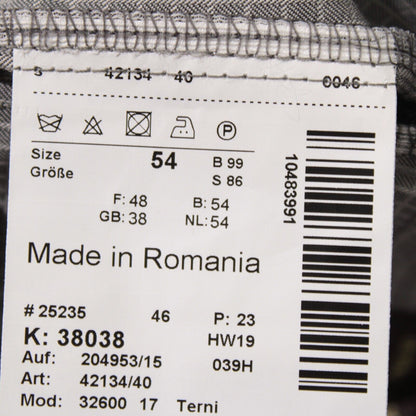 s 42134 40 0046
P
Size 54 B 99
Größe S 86
F: 48 B: 54
GB: 38 NL: 54
10483991
Made in Romania
# 25235 46 P: 23
K: 38038 HW19
Auf: 204953/15 039H
Art: 42134/40
Mod: 32600 17 Terni